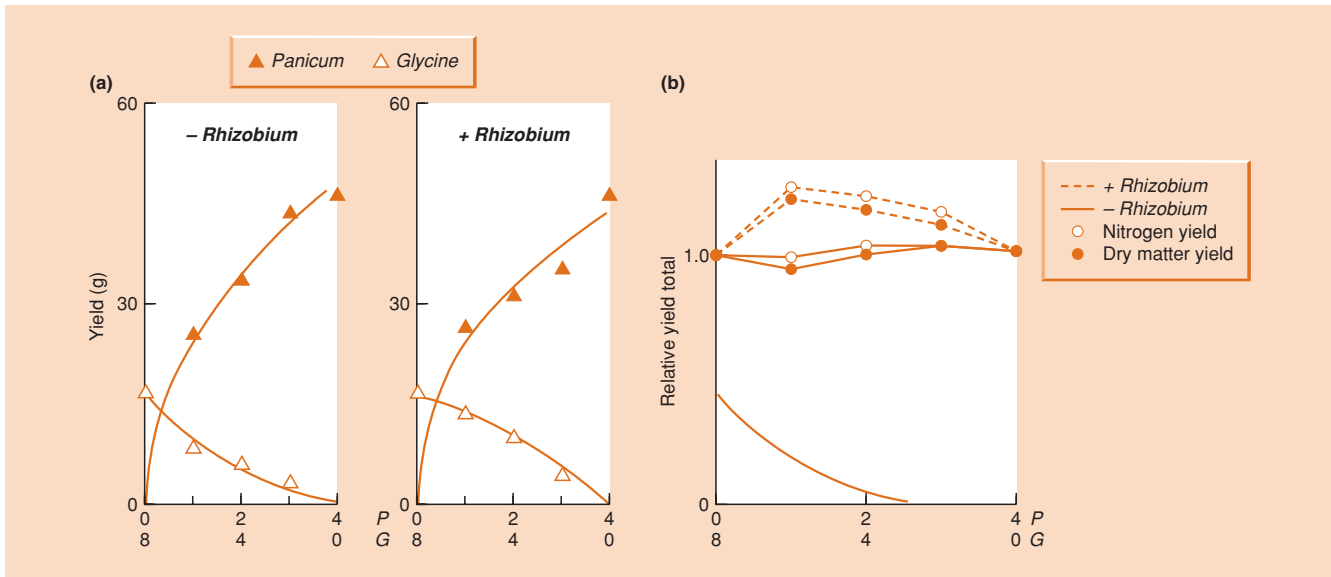 Panicum Glycine
(a)
(b)
60
60
– Rhizobium
+ Rhizobium
Yield (g)
30
30
0
0
0 2 4 P
8 4 0 G
0 2 4 P
8 4 0 G
Relative yield total
1.0
0
0 2 4 P
8 4 0 G
+ Rhizobium
– Rhizobium
Nitrogen yield
Dry matter yield